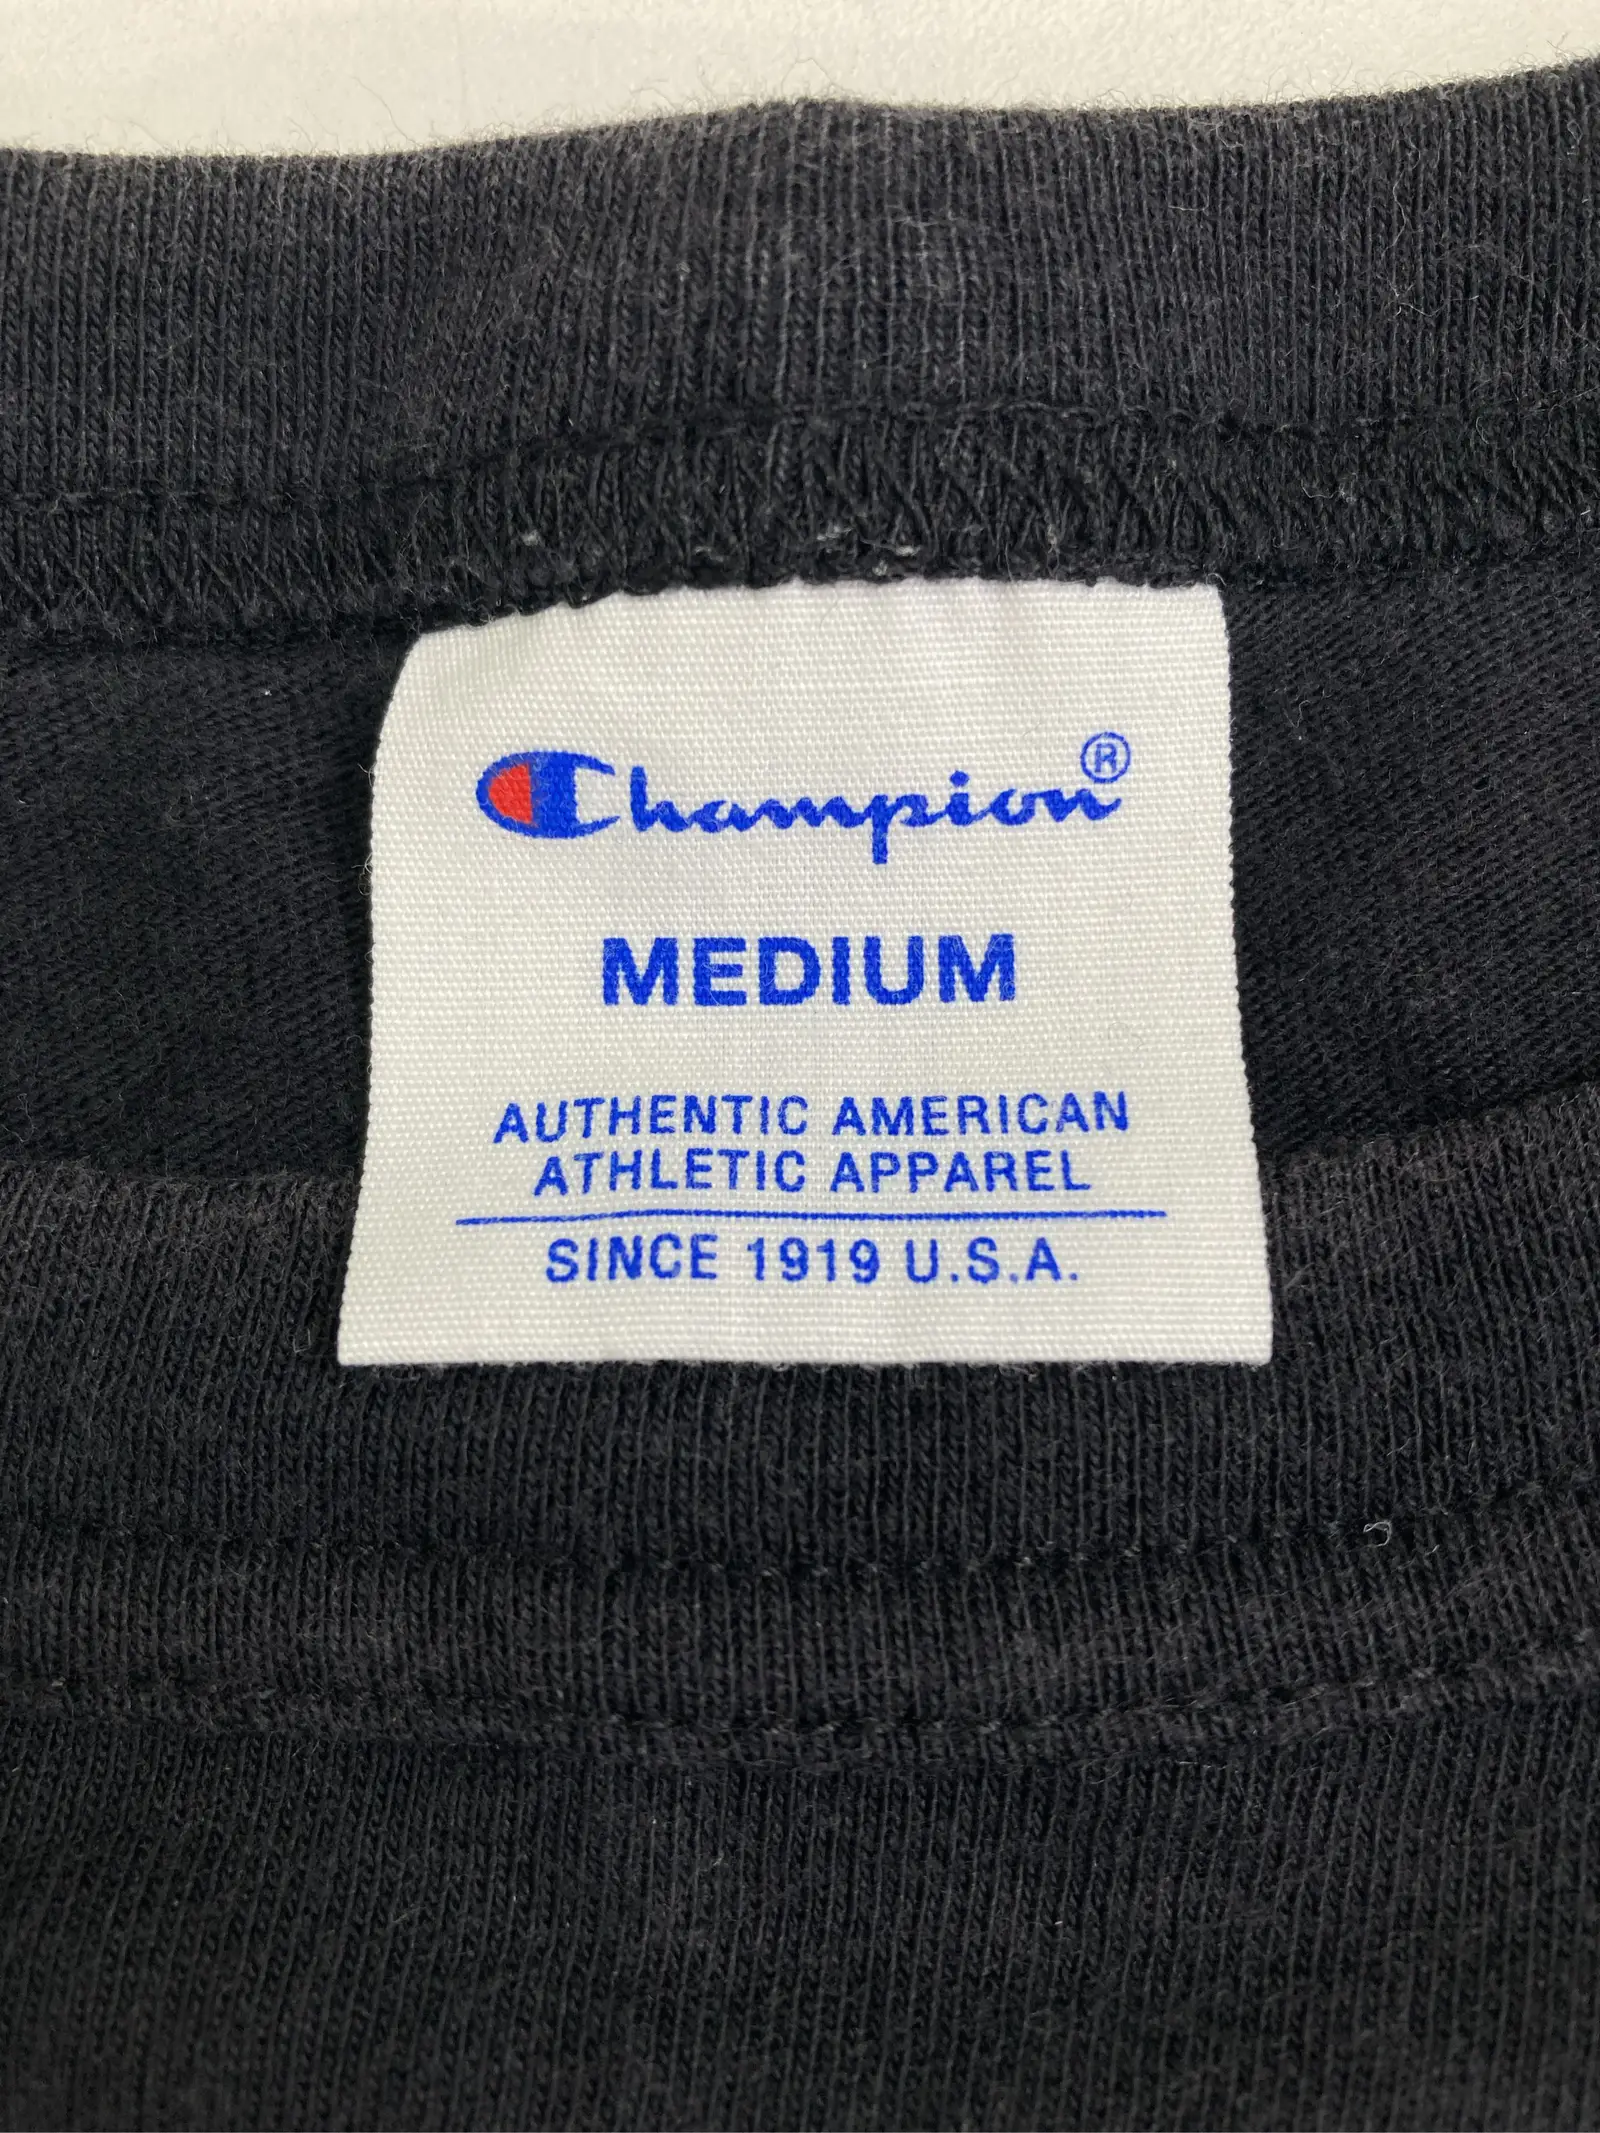 Champion®
MEDIUM
AUTHENTIC AMERICAN
ATHLETIC APPAREL
SINCE 1919 U.S.A.